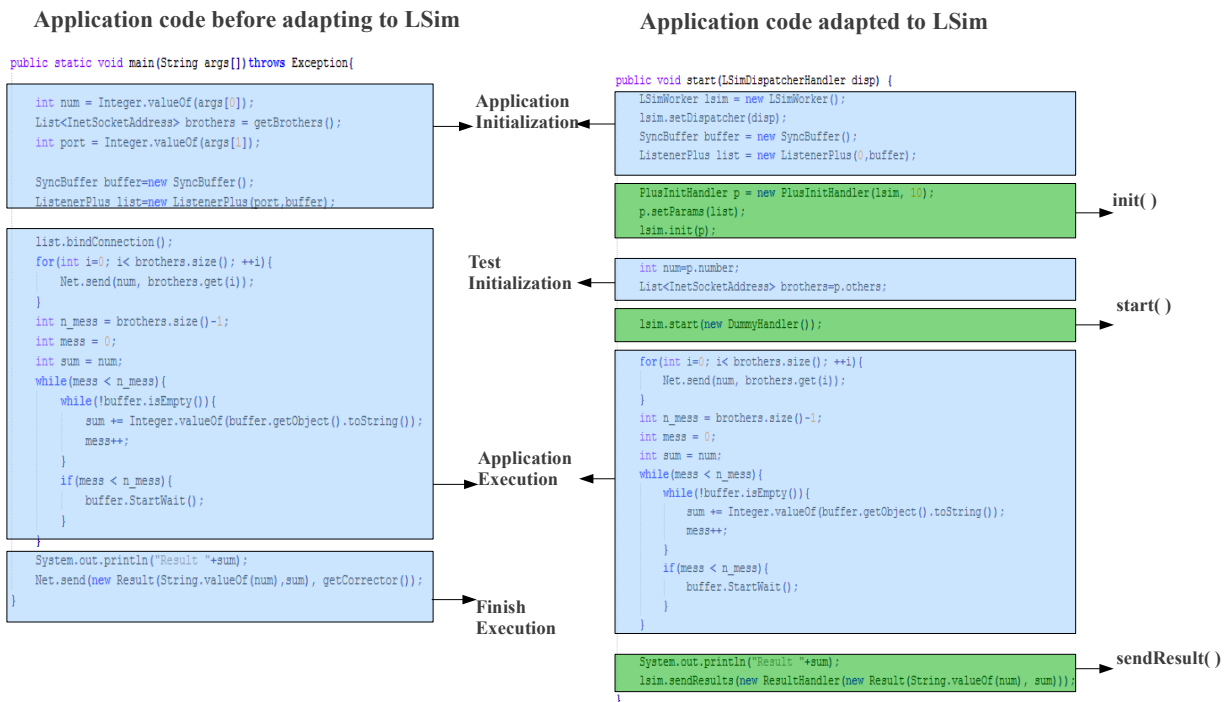 Application code before adapting to LSim
public static void main(String args[])throws Exception{
int num = Integer.valueOf(args[0]);
List<InetSocketAddress> brothers = getBrothers();
int port = Integer.valueOf(args[1]);
SyncBuffer buffer=new SyncBuffer();
ListenerPlus list=new ListenerPlus(port,buffer);
list.bindConnection();
for(int i=0; i< brothers.size(); ++i){
Net.send(num, brothers.get(i));
}
int n_mess = brothers.size()-1;
int mess = 0;
int sum = num;
while(mess < n_mess){
while(!buffer.isEmpty()){
sum += Integer.valueOf(buffer.getObject().toString());
mess++;
}
if(mess < n_mess){
buffer.StartWait();
}
}
System.out.println("Result "+sum);
Net.send(new Result(String.valueOf(num),sum), getCorrector());
}
Application
Initialization
Test
Initialization
Application
Execution
Finish
Execution
Application code adapted to LSim
public void start(LSimDispatcherHandler disp) {
LSimWorker lsim = new LSimWorker();
lsim.setDispatcher(disp);
SyncBuffer buffer = new SyncBuffer();
ListenerPlus list = new ListenerPlus(0,buffer);
PlusInitHandler p = new PlusInitHandler(lsim, 10);
p.setParams(list);
lsim.init(p);
int num=p.number;
List<InetSocketAddress> brothers=p.others;
lsim.start(new DummyHandler());
for(int i=0; i< brothers.size(); ++i){
Net.send(num, brothers.get(i));
}
int n_mess = brothers.size()-1;
int mess = 0;
int sum = num;
while(mess < n_mess){
while(!buffer.isEmpty()){
sum += Integer.valueOf(buffer.getObject().toString());
mess++;
}
if(mess < n_mess){
buffer.StartWait();
}
}
System.out.println("Result "+sum);
lsim.sendResults(new ResultHandler(new Result(String.valueOf(num), sum)));
}
init( )
start( )
sendResult( )